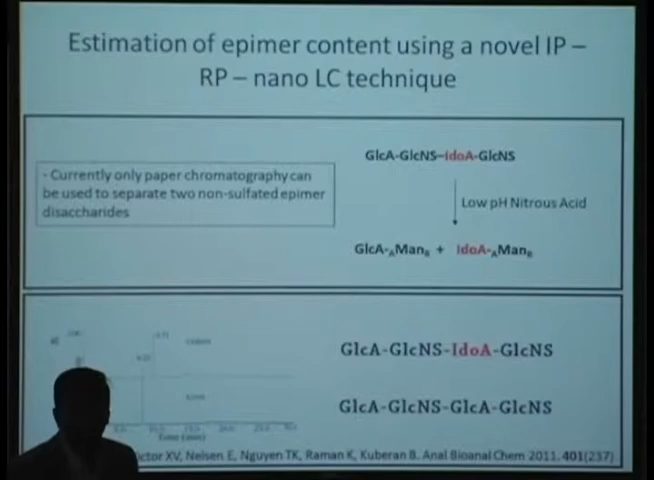 Estimation of epimer content using a novel IP –
RP – nano LC technique
- Currently only paper chromatography can
be used to separate two non-sulfated epimer
disaccharides
GlcA-GlcNS–IdoA-GlcNS
Low pH Nitrous Acid
GlcA-AManR + IdoA-AManR
GlcA-GlcNS-IdoA-GlcNS
GlcA-GlcNS-GlcA-GlcNS
Time (min)
XV, Nelsen E, Nguyen TK, Raman K, Kuberan B. Anal Bioanal Chem 2011. 401(237)